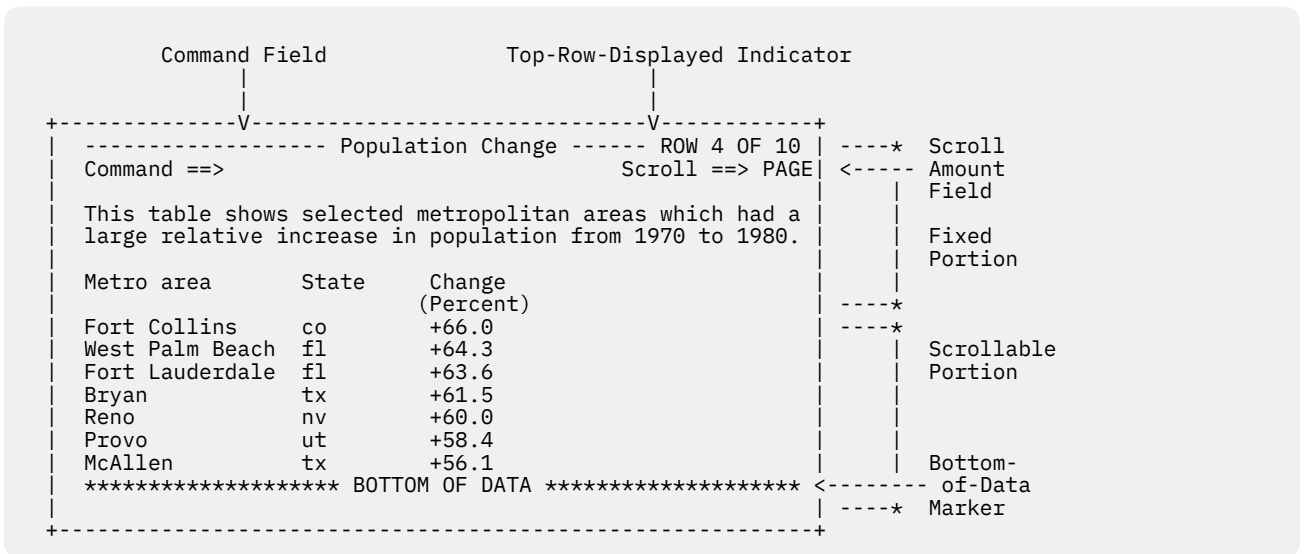 Command Field              Top-Row-Displayed Indicator
      |                                |
      |                                |
+--------------V-------------------------------V------------+
|  ------------------- Population Change ------ ROW 4 OF 10 | ----*  Scroll
|  Command ==>                               Scroll ==> PAGE| <----- Amount
|                                                           |     |  Field
|  This table shows selected metropolitan areas which had a |     |
|  large relative increase in population from 1970 to 1980. |     |  Fixed
|                                                           |     |  Portion
|  Metro area       State     Change                        |     |
|                            (Percent)                      | ----*
|  Fort Collins     co        +66.0                         | ----*
|  West Palm Beach  fl        +64.3                         |     |  Scrollable
|  Fort Lauderdale  fl        +63.6                         |     |  Portion
|  Bryan            tx        +61.5                         |     |
|  Reno             nv        +60.0                         |     |
|  Provo            ut        +58.4                         |     |
|  McAllen          tx        +56.1                         |     |  Bottom-
|  ******************** BOTTOM OF DATA ******************** <-------- of-Data
|                                                           | ----*  Marker
+-----------------------------------------------------------+